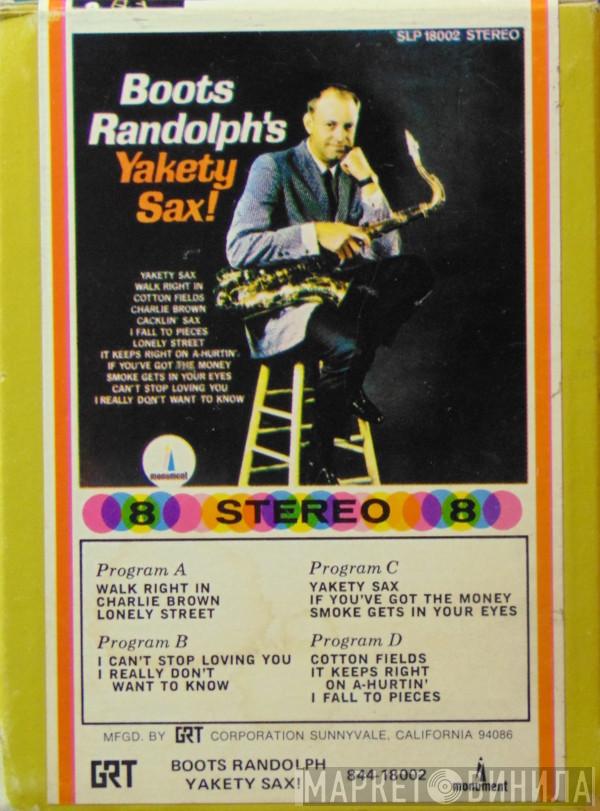 SLP 18002 STEREO
Boots
Randolph's
Yakety
Sax!
YAKETY SAX
WALK RIGHT IN
COTTON FIELDS
CHARLIE BROWN
CACKLIN' SAX
I FALL TO PIECES
LONELY STREET
IT KEEPS RIGHT ON A-HURTIN'
IF YOU'VE GOT THE MONEY
SMOKE GETS IN YOUR EYES
CAN'T STOP LOVING YOU
I REALLY DON'T WANT TO KNOW
monument
8 STEREO 8
Program A
WALK RIGHT IN
CHARLIE BROWN
LONELY STREET
Program B
I CAN'T STOP LOVING YOU
I REALLY DON'T
WANT TO KNOW
Program C
YAKETY SAX
IF YOU'VE GOT THE MONEY
SMOKE GETS IN YOUR EYES
Program D
COTTON FIELDS
IT KEEPS RIGHT
ON A-HURTIN'
I FALL TO PIECES
MFGD. BY GRT CORPORATION SUNNYVALE, CALIFORNIA 94086
GRT
BOOTS RANDOLPH
YAKETY SAX!
844-18002
monument
МАРКЕТ ВИНИЛА